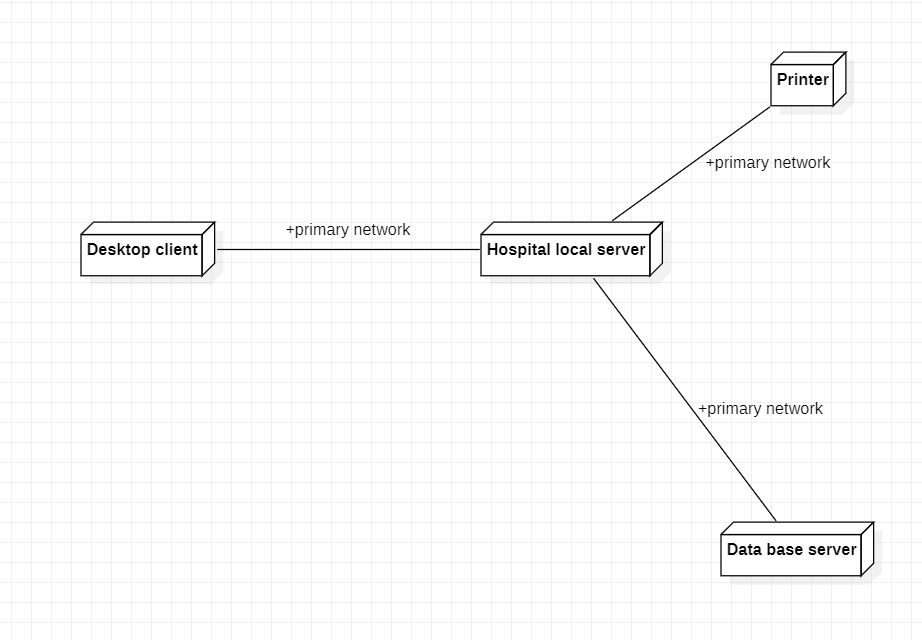 Printer
+primary network
+primary network
Desktop client
Hospital local server
+primary network
Data base server